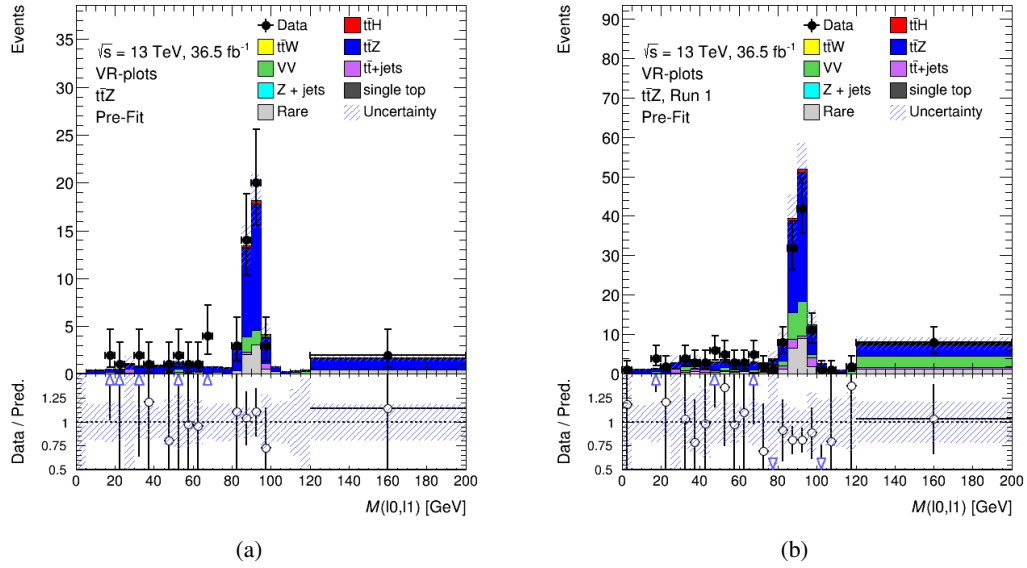 Events
35
30
25
20
15
10
5
0
√s = 13 TeV, 36.5 fb⁻¹
VR-plots
tt̄Z
Pre-Fit
Data
tt̄H
tt̄W
tt̄Z
VV
tt̄+jets
Z + jets
single top
Rare
Uncertainty
Data / Pred.
1.25
1
0.75
0.5
0 20 40 60 80 100 120 140 160 180 200
M(l0,l1) [GeV]
(a)
Events
90
80
70
60
50
40
30
20
10
0
√s = 13 TeV, 36.5 fb⁻¹
VR-plots
tt̄Z, Run 1
Pre-Fit
Data
tt̄H
tt̄W
tt̄Z
VV
tt̄+jets
Z + jets
single top
Rare
Uncertainty
Data / Pred.
1.25
1
0.75
0.5
0 20 40 60 80 100 120 140 160 180 200
M(l0,l1) [GeV]
(b)